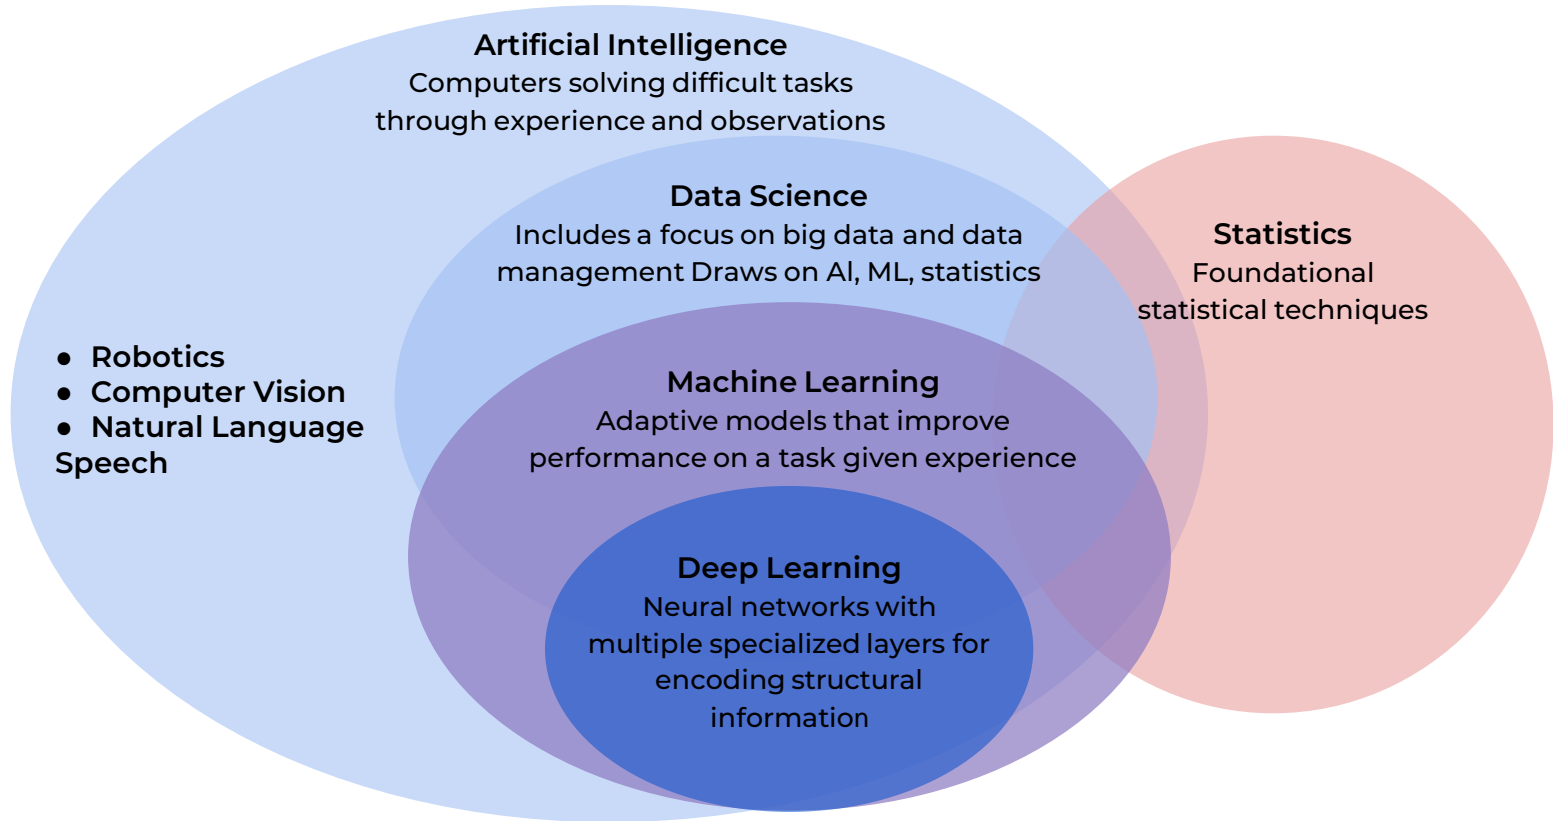 Artificial Intelligence
Computers solving difficult tasks
through experience and observations
Data Science
Includes a focus on big data and data
management Draws on AI, ML, statistics
Statistics
Foundational
statistical techniques
● Robotics
● Computer Vision
● Natural Language
Speech
Machine Learning
Adaptive models that improve
performance on a task given experience
Deep Learning
Neural networks with
multiple specialized layers for
encoding structural
information